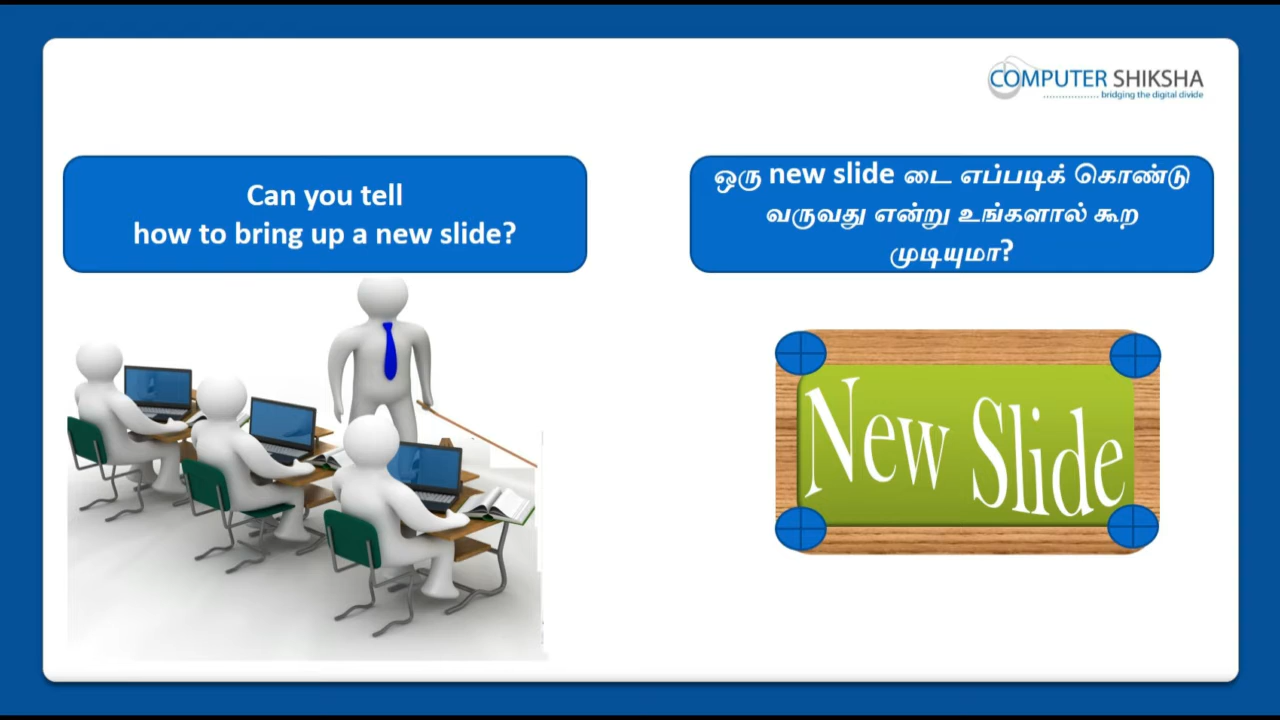 COMPUTER SHIKSHA
bridging the digital divide
Can you tell
how to bring up a new slide?
ஒரு new slide டை எப்படிக் கொண்டு
வருவது என்று உங்களால் கூற
முடியுமா?
New Slide